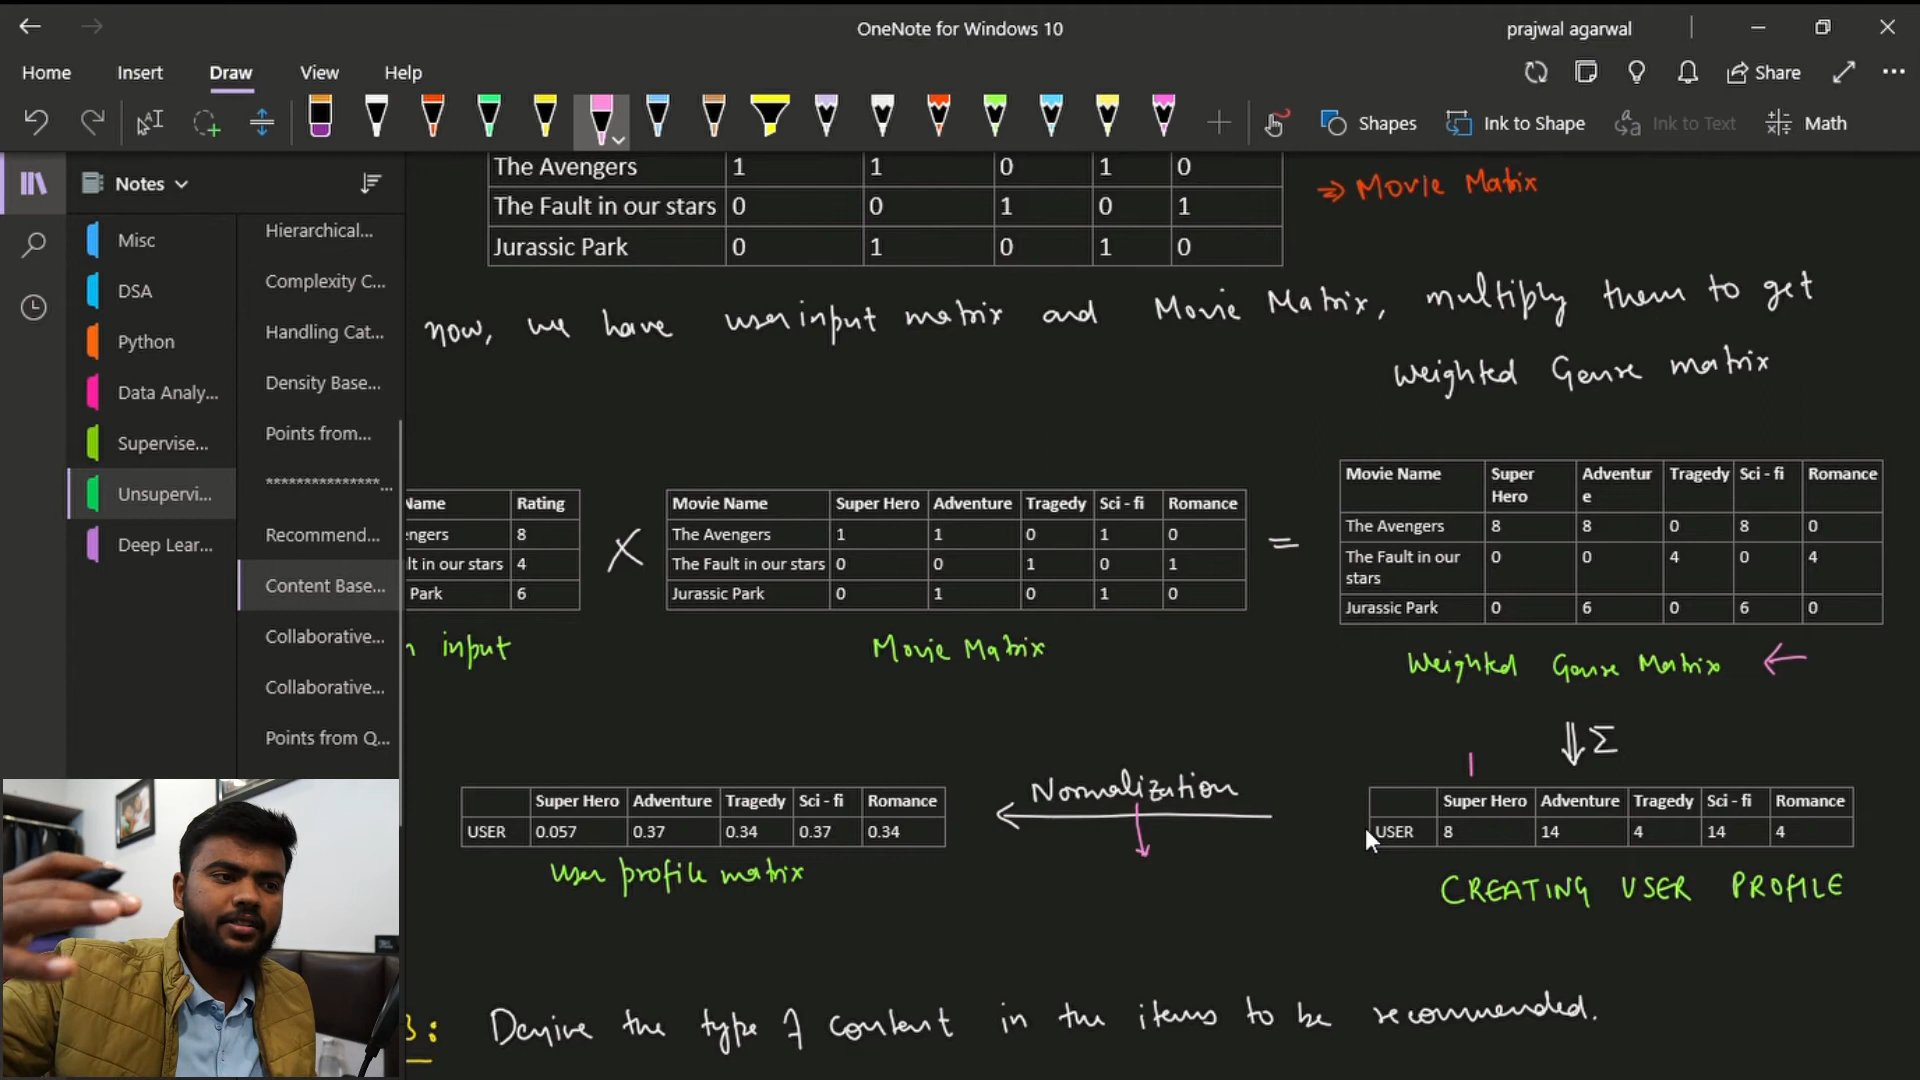 OneNote for Windows 10
prajwal agarwal
Home Insert Draw View Help
Share
Shapes Ink to Shape Ink to Text Math
Notes
Misc
DSA
Python
Data Analy...
Supervise...
Unsupervi...
Deep Lear...
Hierarchical...
Complexity C...
Handling Cat...
Density Base...
Points from...
***************...
Recommend...
Content Base...
Collaborative...
Collaborative...
Points from Q...
The Avengers 1 1 0 1 0
The Fault in our stars 0 0 1 0 1
Jurassic Park 0 1 0 1 0
⇒ Movie Matrix
now, we have user input matrix and Movie Matrix, multiply them to get
Weighted Genre matrix
Name Rating
engers 8
lt in our stars 4
Park 6
input
X
Movie Name Super Hero Adventure Tragedy Sci - fi Romance
The Avengers 1 1 0 1 0
The Fault in our stars 0 0 1 0 1
Jurassic Park 0 1 0 1 0
Movie Matrix
=
Movie Name Super Hero Adventure Tragedy Sci - fi Romance
The Avengers 8 8 0 8 0
The Fault in our stars 0 0 4 0 4
Jurassic Park 0 6 0 6 0
Weighted Genre Matrix ←
⇓ Σ
Super Hero Adventure Tragedy Sci - fi Romance
USER 8 14 4 14 4
CREATING USER PROFILE
Normalization
Super Hero Adventure Tragedy Sci - fi Romance
USER 0.057 0.37 0.34 0.37 0.34
User profile matrix
3: Derive the type of content in the items to be recommended.